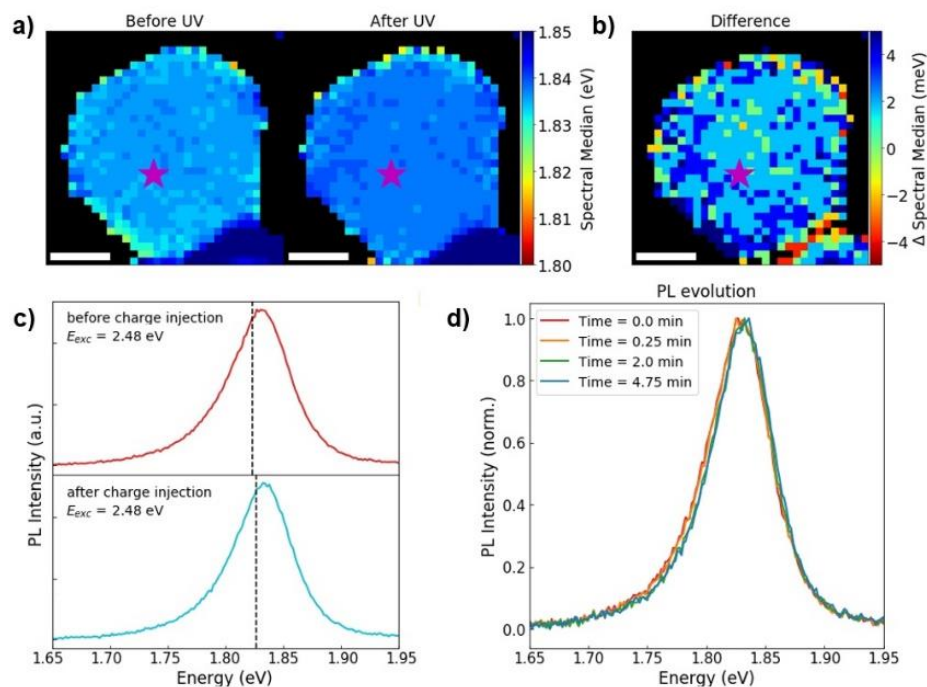 a)
Before UV
After UV
1.85
1.84
1.83
1.82
1.81
1.80
Spectral Median (eV)
b)
Difference
4
2
0
−2
−4
Δ Spectral Median (meV)
c)
before charge injection
Eexc = 2.48 eV
after charge injection
Eexc = 2.48 eV
PL Intensity (a.u.)
1.65 1.70 1.75 1.80 1.85 1.90 1.95
Energy (eV)
d)
PL evolution
Time = 0.0 min
Time = 0.25 min
Time = 2.0 min
Time = 4.75 min
1.0
0.8
0.6
0.4
0.2
0.0
PL Intensity (norm.)
1.65 1.70 1.75 1.80 1.85 1.90 1.95
Energy (eV)